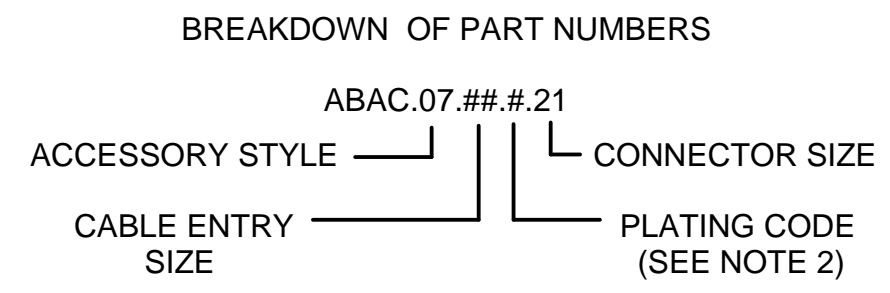 BREAKDOWN OF PART NUMBERS
ABAC.07.##.#.21
ACCESSORY STYLE
CONNECTOR SIZE
CABLE ENTRY
SIZE
PLATING CODE
(SEE NOTE 2)